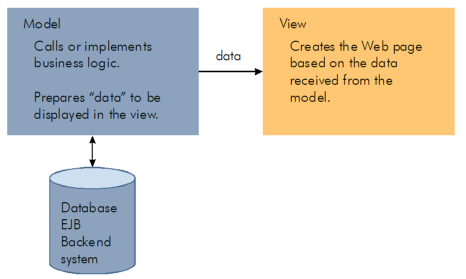 Model
Calls or implements
business logic.
Prepares “data” to be
displayed in the view.
data
View
Creates the Web page
based on the data
received from the
model.
Database
EJB
Backend
system